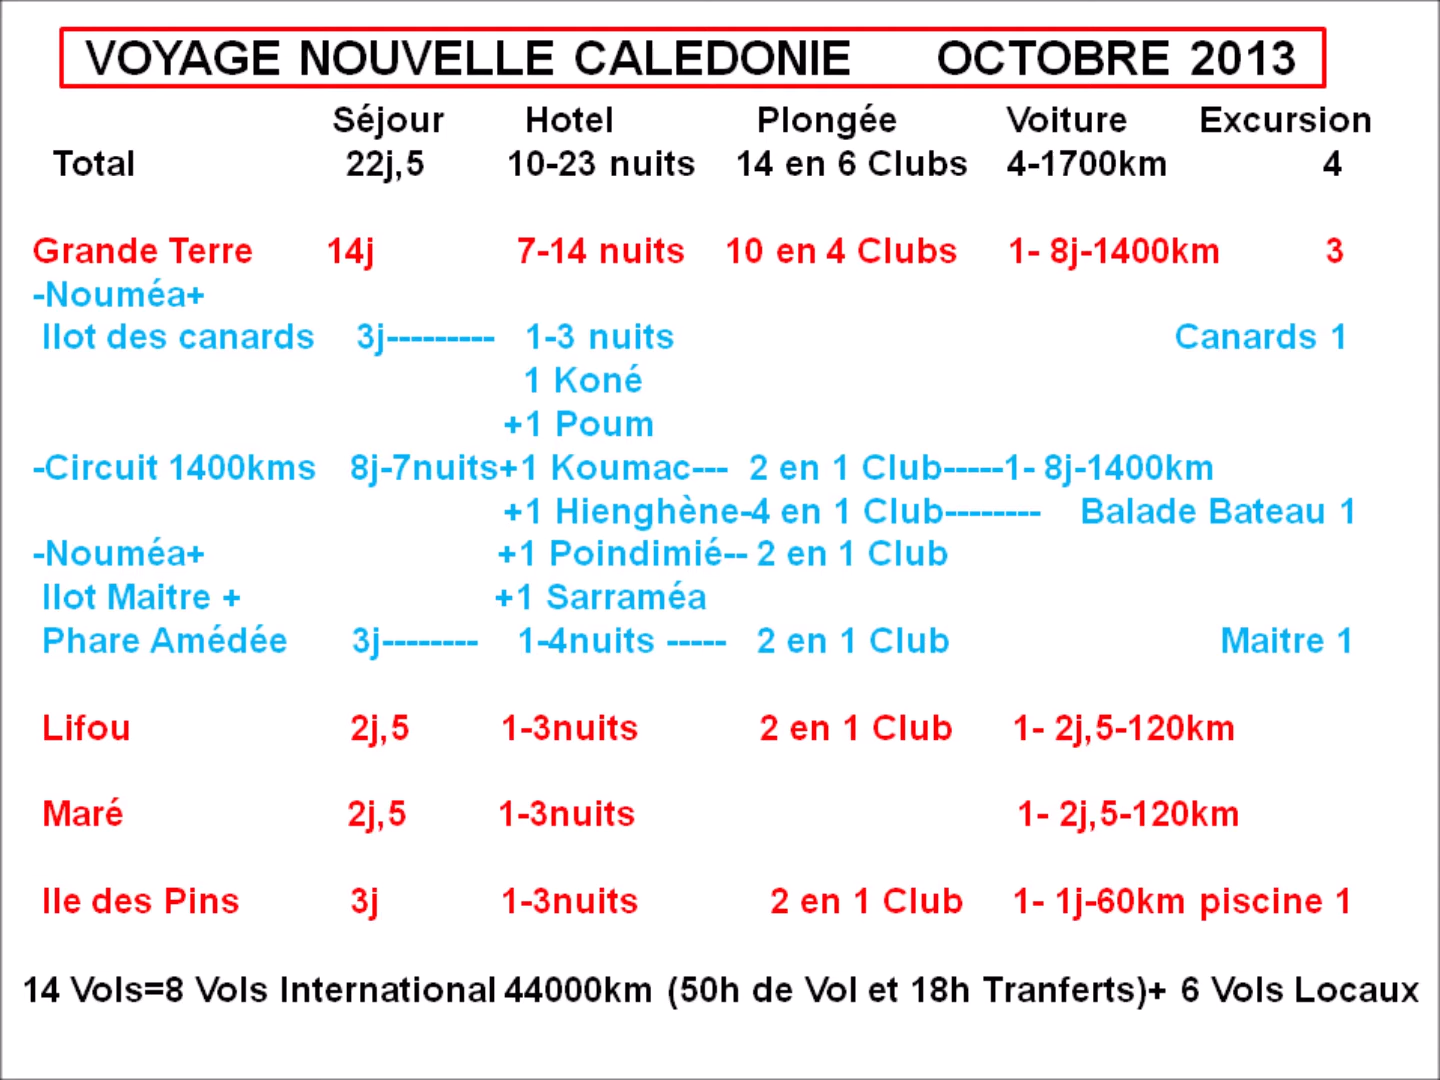 VOYAGE NOUVELLE CALEDONIE OCTOBRE 2013
Séjour Hotel Plongée Voiture Excursion
Total 22j,5 10-23 nuits 14 en 6 Clubs 4-1700km 4
Grande Terre 14j 7-14 nuits 10 en 4 Clubs 1- 8j-1400km 3
-Nouméa+
Ilot des canards 3j--------- 1-3 nuits Canards 1
1 Koné
+1 Poum
-Circuit 1400kms 8j-7nuits+1 Koumac--- 2 en 1 Club-----1- 8j-1400km
+1 Hienghène-4 en 1 Club-------- Balade Bateau 1
-Nouméa+ +1 Poindimié-- 2 en 1 Club
Ilot Maitre + +1 Sarraméa
Phare Amédée 3j-------- 1-4nuits ----- 2 en 1 Club Maitre 1
Lifou 2j,5 1-3nuits 2 en 1 Club 1- 2j,5-120km
Maré 2j,5 1-3nuits 1- 2j,5-120km
Ile des Pins 3j 1-3nuits 2 en 1 Club 1- 1j-60km piscine 1
14 Vols=8 Vols International 44000km (50h de Vol et 18h Tranferts)+ 6 Vols Locaux